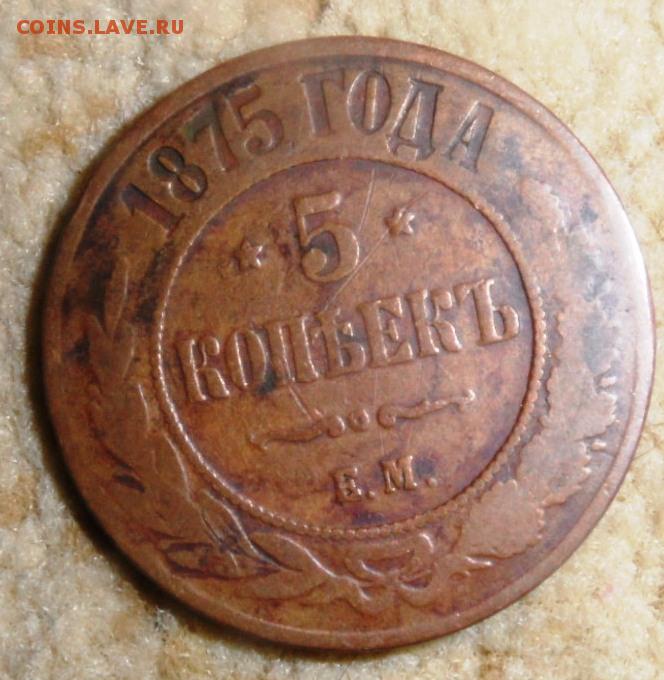 COINS.LAVE.RU
1875 ГОДА
* 5 *
КОПѢЕКЪ
Е.М.